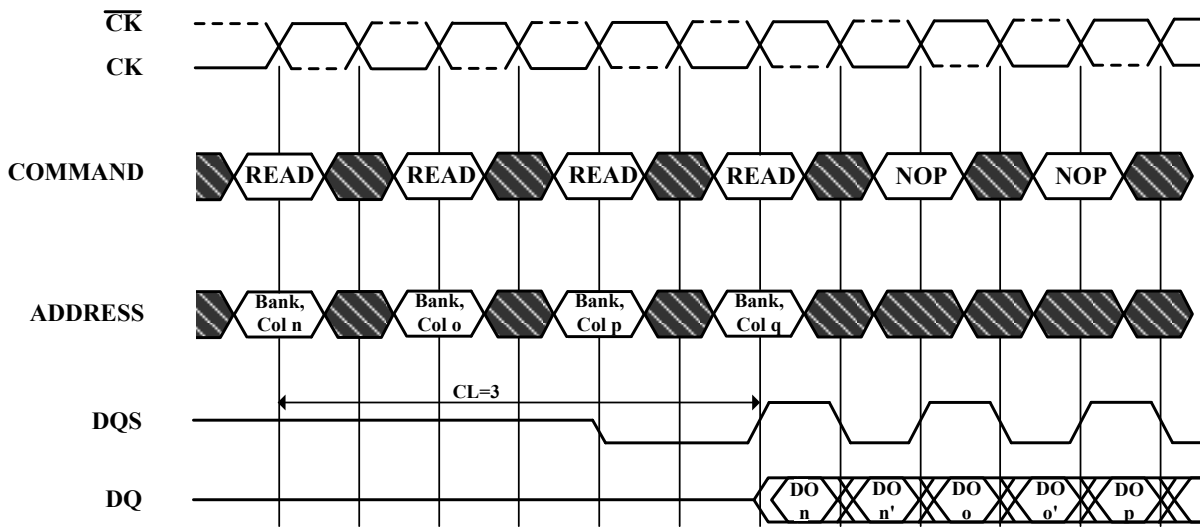 CK
CK
COMMAND READ READ READ READ NOP NOP
ADDRESS Bank, Col n Bank, Col o Bank, Col p Bank, Col q
CL=3
DQS
DQ DO n DO n' DO o DO o' DO p